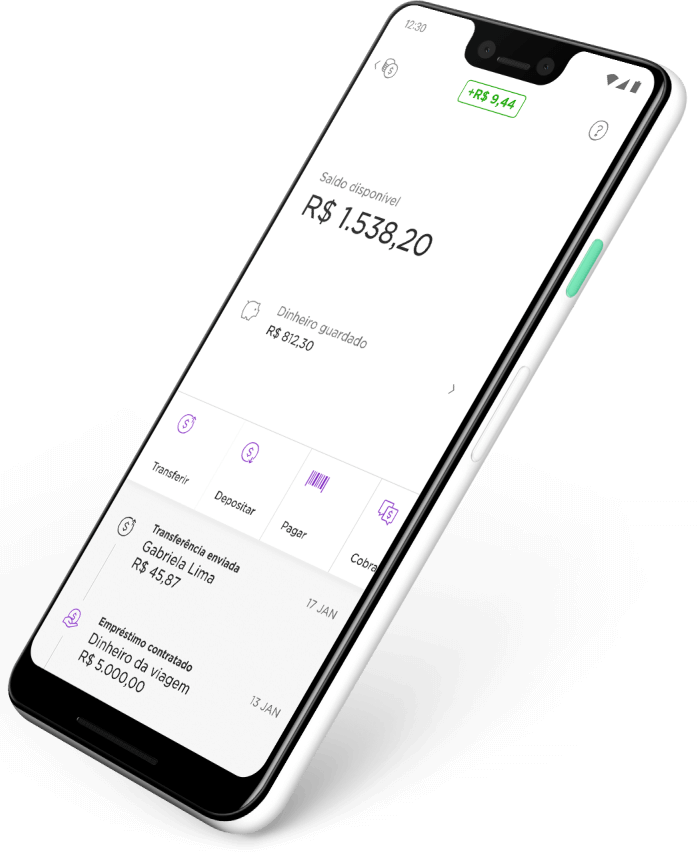 12:30
+R$ 9,44
Saldo disponível
R$ 1.538,20
Dinheiro guardado
R$ 812,30
Transferir
Depositar
Pagar
Cobra
Transferência enviada
Gabriela Lima
R$ 45,87
17 JAN
Empréstimo contratado
Dinheiro da viagem
R$ 5.000,00
13 JAN